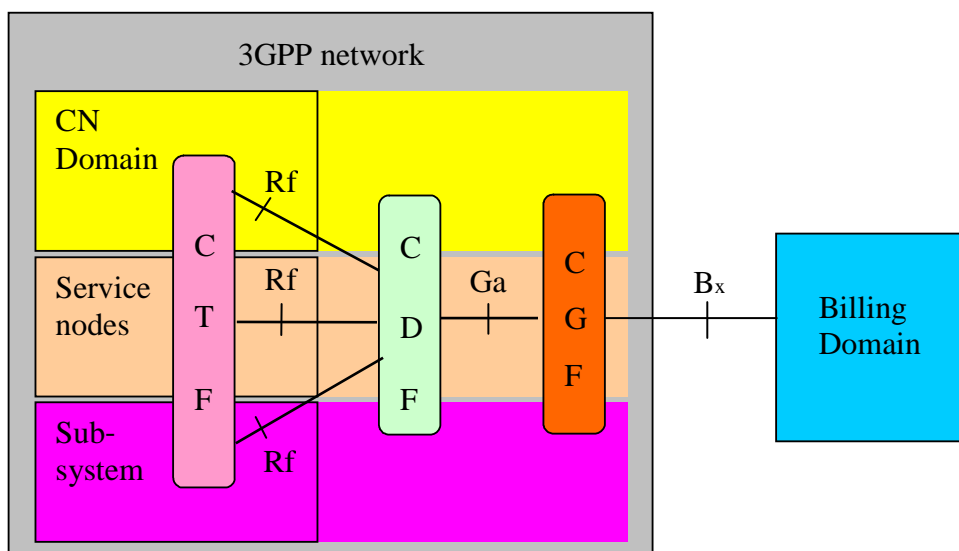 3GPP network
CN
Domain
Rf
C
T
F
Service
nodes
Rf
Sub-
system
Rf
C
D
F
Ga
C
G
F
Bx
Billing
Domain